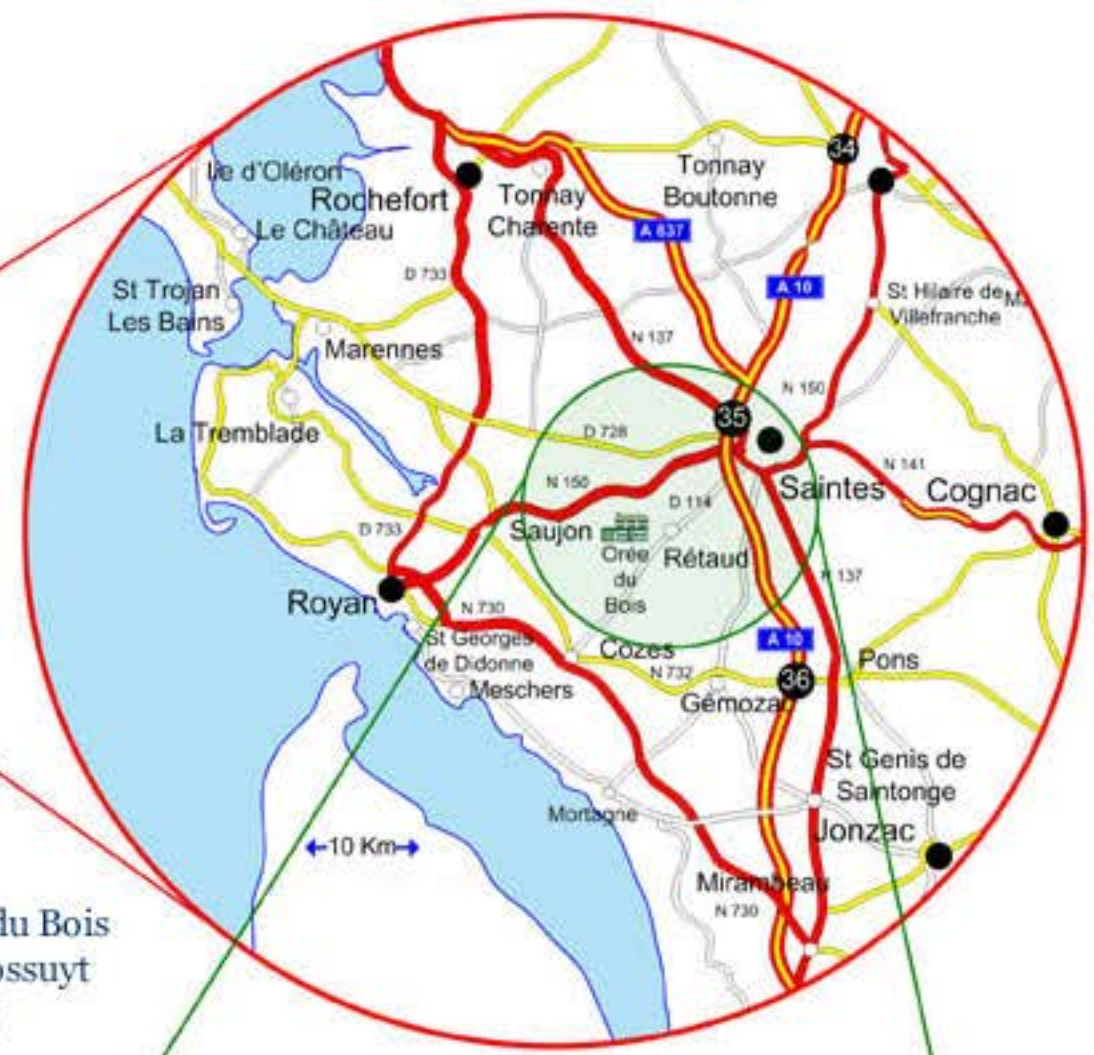 34
Ile d'Oléron
Tonnay
Boutonne
Rochefort
Tonnay
Charente
Le Château
A 837
D 733
A 10
St Trojan
Les Bains
St Hilaire de
Villefranche
M
N 137
Marennes
N 150
35
La Tremblade
D 728
N 141
N 150
Saintes
Cognac
D 114
D 733
Saujon
Orée
du
Bois
Rétaud
N 137
Royan
N 730
St Georges
de Didonne
Cozes
A 10
N 732
Pons
36
Meschers
Gémozac
St Genis de
Saintonge
Mortagne
Jonzac
10 Km
Mirambeau
N 730
du Bois
ossuyt